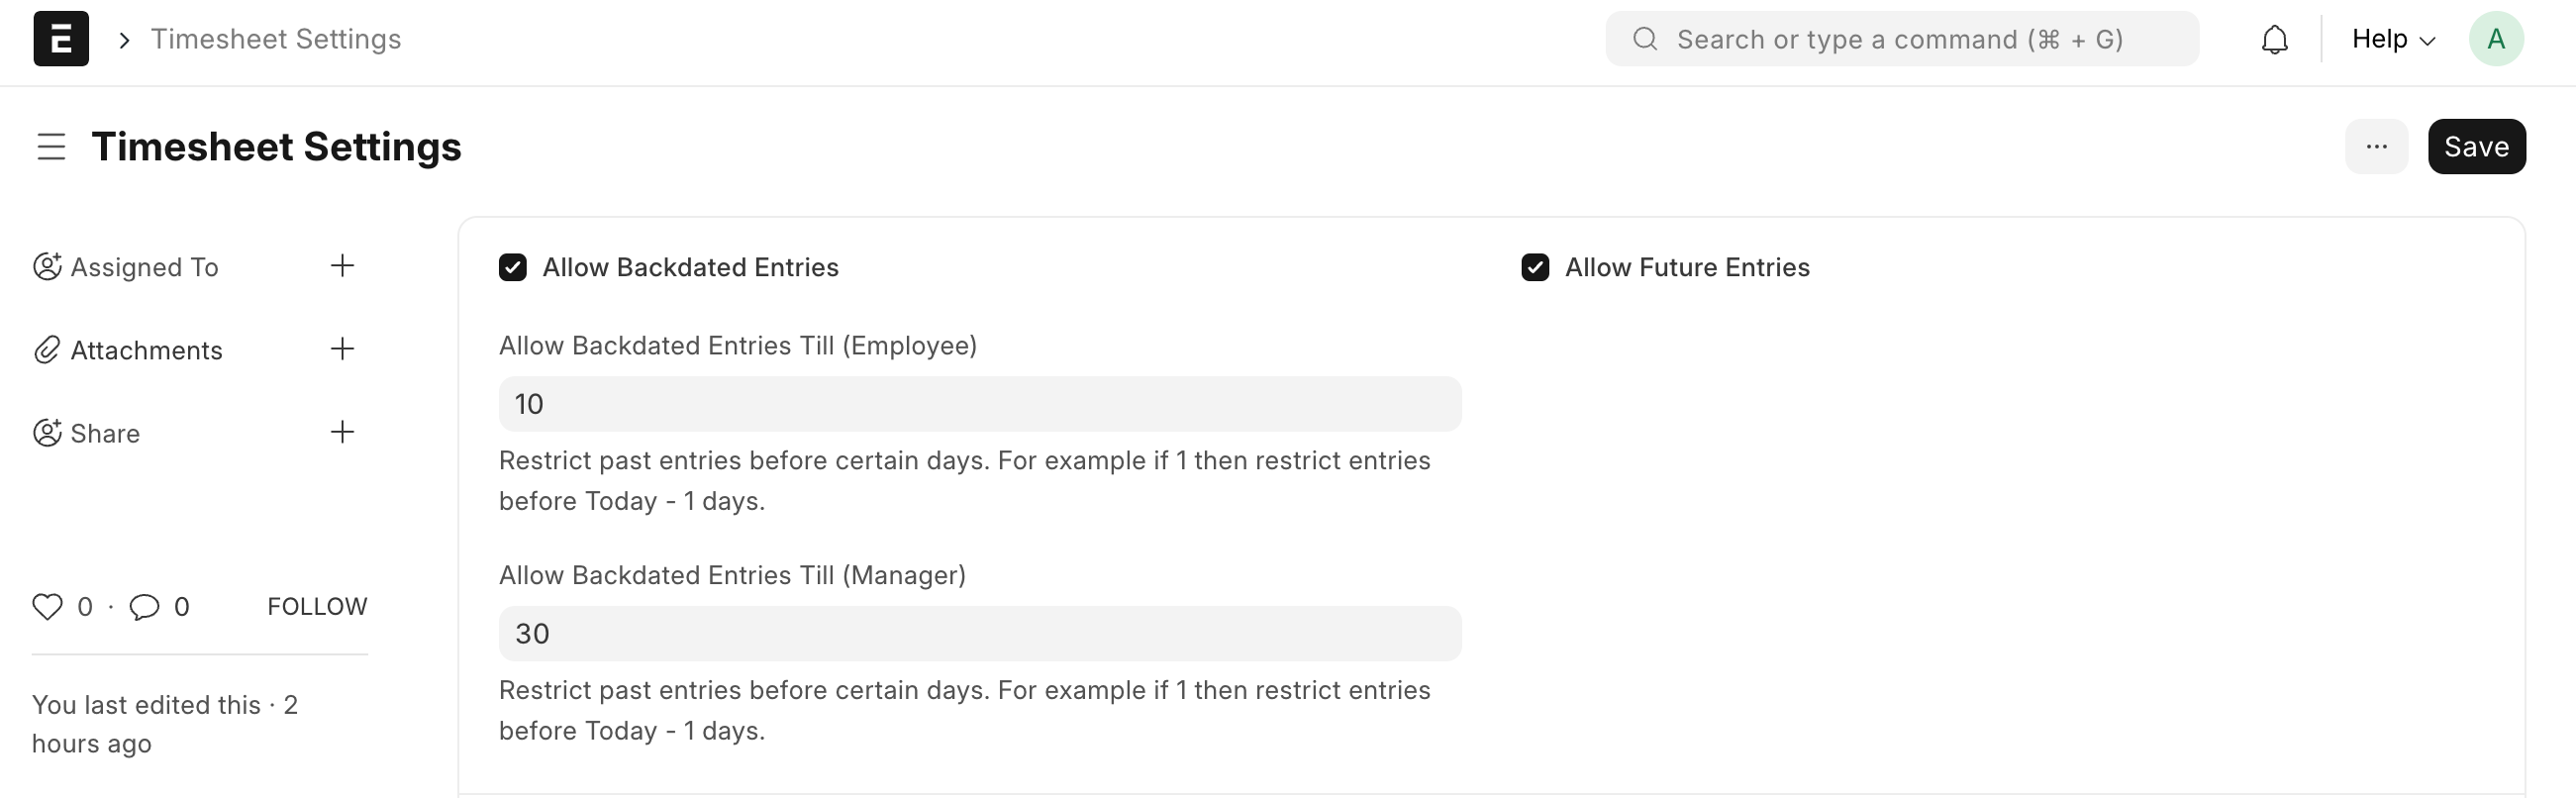 E
Timesheet Settings
Search or type a command (⌘ + G)
Help
A
Timesheet Settings
...
Save
Assigned To
Attachments
Share
0 · 0 FOLLOW
You last edited this · 2
hours ago
Allow Backdated Entries
Allow Future Entries
Allow Backdated Entries Till (Employee)
10
Restrict past entries before certain days. For example if 1 then restrict entries
before Today - 1 days.
Allow Backdated Entries Till (Manager)
30
Restrict past entries before certain days. For example if 1 then restrict entries
before Today - 1 days.